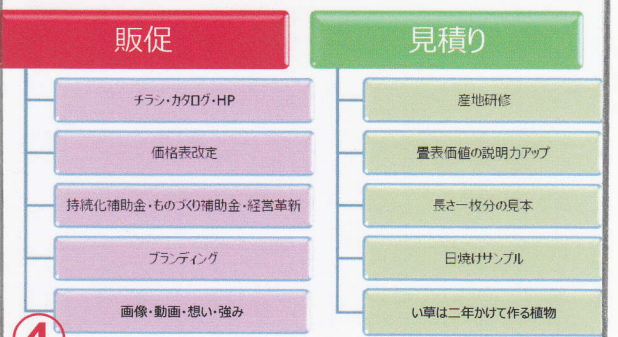 販促
チラシ・カタログ・HP
価格表改定
持続化補助金・ものづくり補助金・経営革新
ブランディング
画像・動画・想い・強み
見積り
産地研修
畳表価値の説明力アップ
長さ一枚分の見本
日焼けサンプル
い草は二年かけて作る植物
④